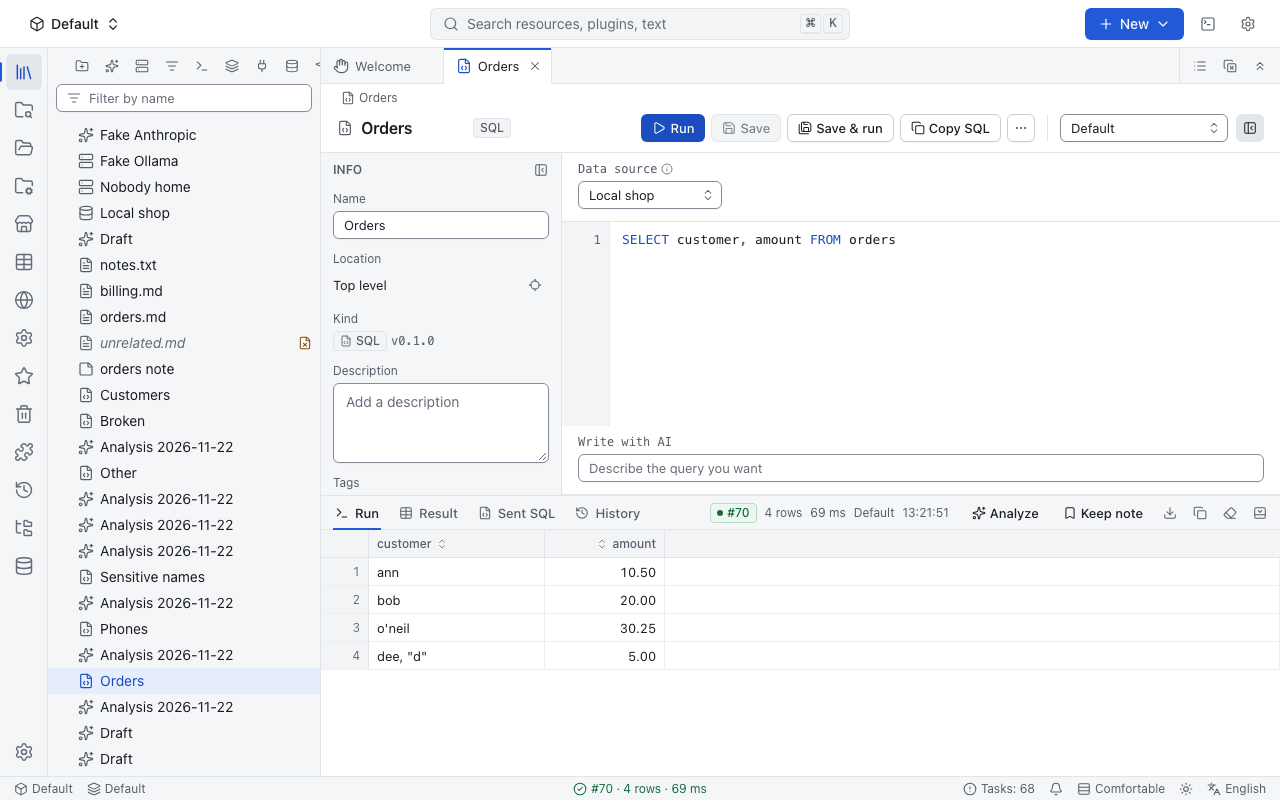 Default
Search resources, plugins, text
⌘ K
New
Welcome
Orders
Filter by name
Fake Anthropic
Fake Ollama
Nobody home
Local shop
Draft
notes.txt
billing.md
orders.md
unrelated.md
orders note
Customers
Broken
Analysis 2026-11-22
Other
Analysis 2026-11-22
Analysis 2026-11-22
Analysis 2026-11-22
Sensitive names
Analysis 2026-11-22
Phones
Analysis 2026-11-22
Orders
Analysis 2026-11-22
Draft
Draft
Orders
Orders
SQL
Run
Save
Save & run
Copy SQL
Default
INFO
Name
Orders
Location
Top level
Kind
SQL v0.1.0
Description
Add a description
Tags
Data source
Local shop
1 SELECT customer, amount FROM orders
Write with AI
Describe the query you want
Run
Result
Sent SQL
History
#70 4 rows 69 ms Default 13:21:51
Analyze
Keep note
customer amount
1 ann 10.50
2 bob 20.00
3 o'neil 30.25
4 dee, "d" 5.00
Default
Default
#70 · 4 rows · 69 ms
Tasks: 68
Comfortable
English